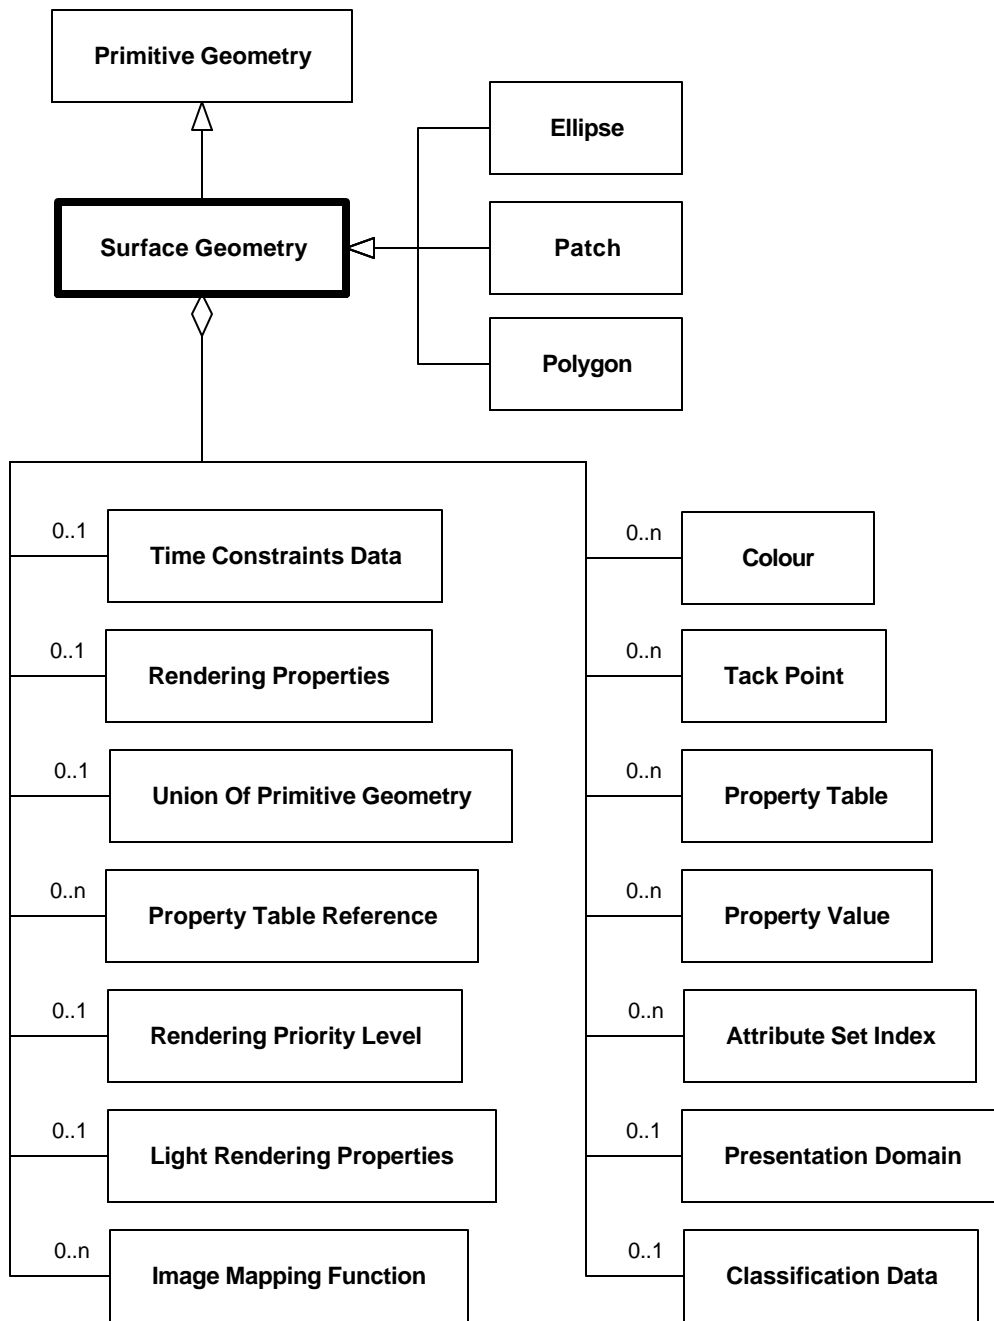 Primitive Geometry
Ellipse
Surface Geometry
Patch
Polygon
0..1
Time Constraints Data
0..1
Rendering Properties
0..1
Union Of Primitive Geometry
0..n
Property Table Reference
0..1
Rendering Priority Level
0..1
Light Rendering Properties
0..n
Image Mapping Function
0..n
Colour
0..n
Tack Point
0..n
Property Table
0..n
Property Value
0..n
Attribute Set Index
0..1
Presentation Domain
0..1
Classification Data